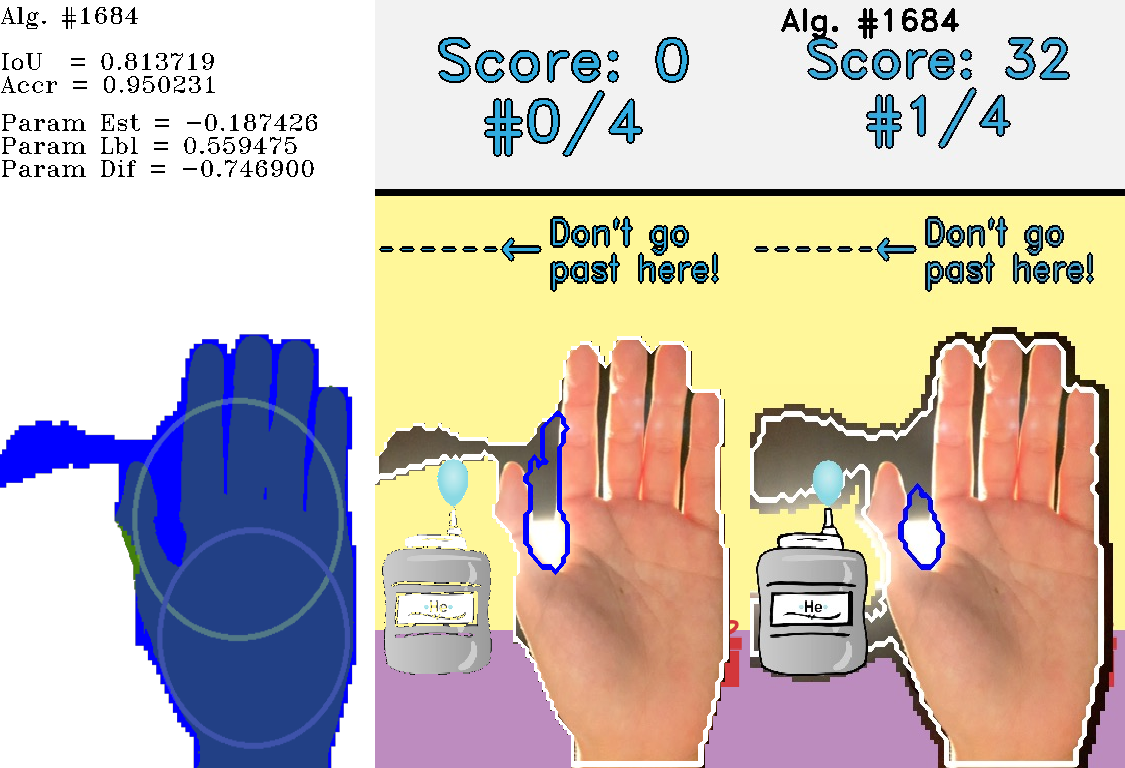 Alg. #1684
IoU = 0.813719
Accr = 0.950231
Param Est = -0.187426
Param Lbl = 0.559475
Param Dif = -0.746900
Score: 0
#0/4
Don't go
past here!
He
Alg. #1684
Score: 32
#1/4
Don't go
past here!
He